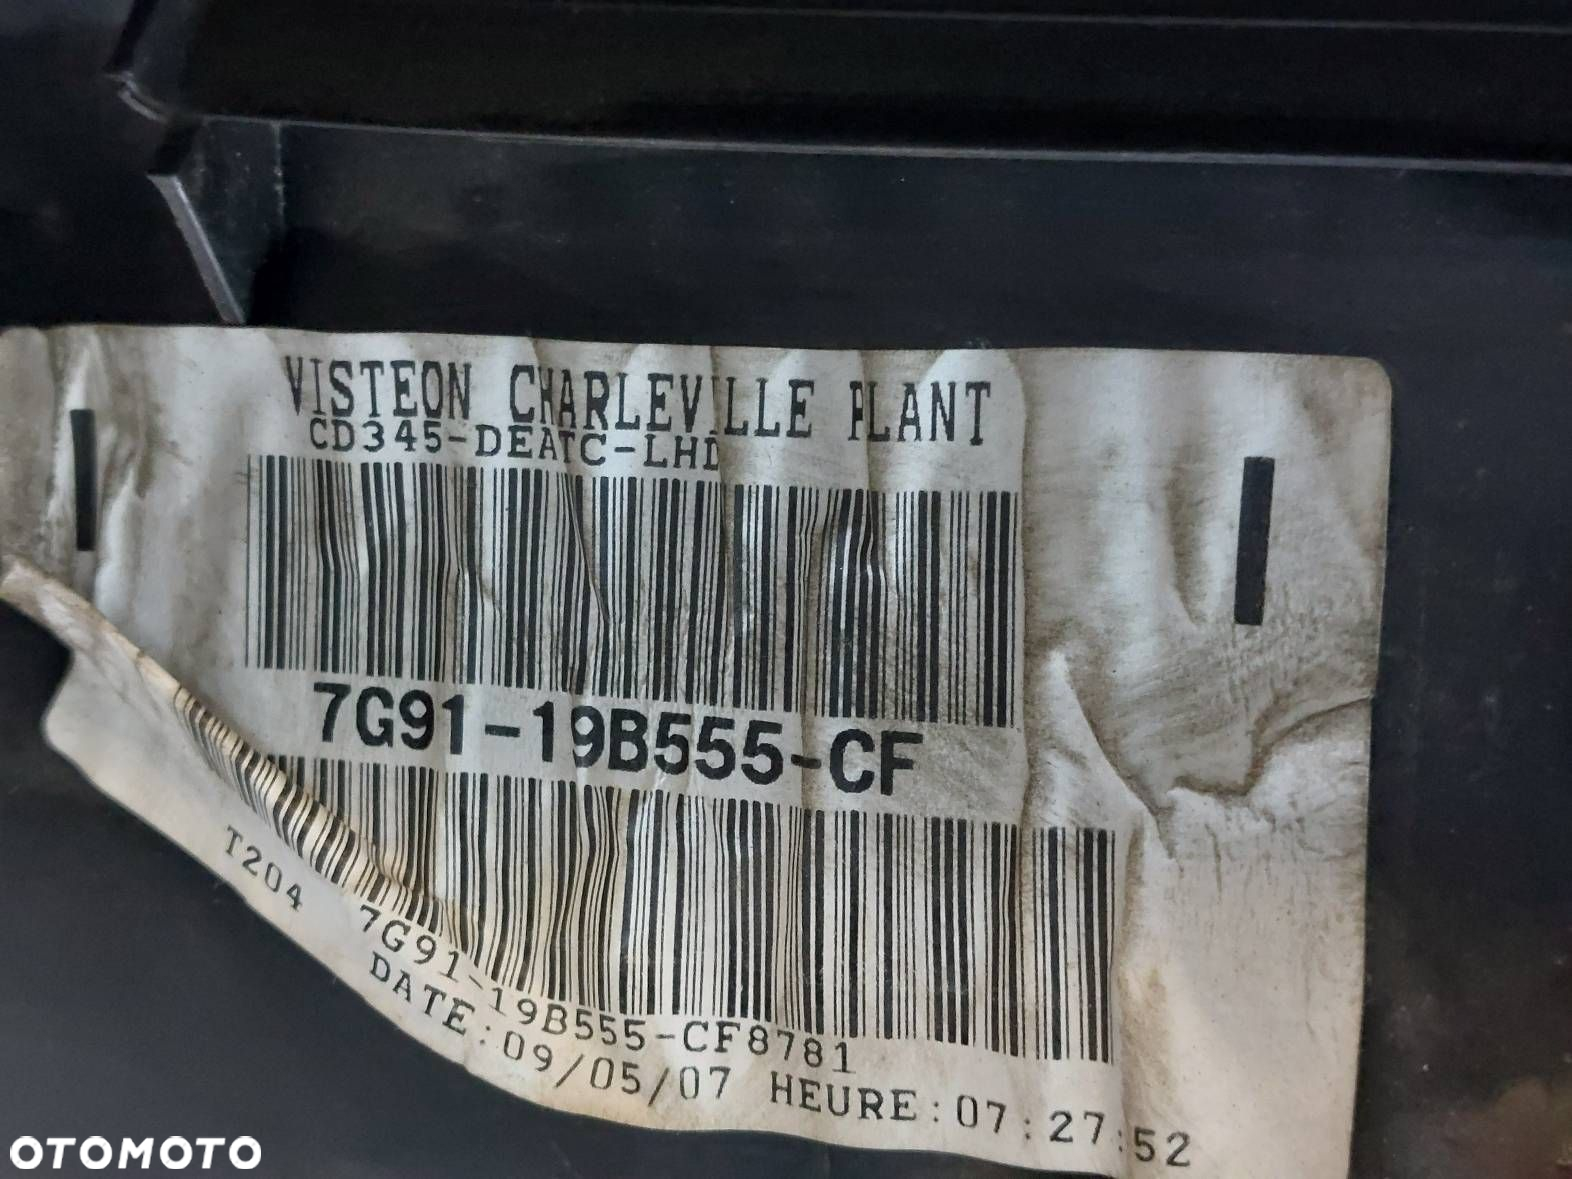 VISTEON CHARLEVILLE PLANT
CD345-DEATC-LHD
7G91-19B555-CF
T204 7G91-19B555-CF8781
DATE:09/05/07 HEURE:07:27:52
OTOMOTO